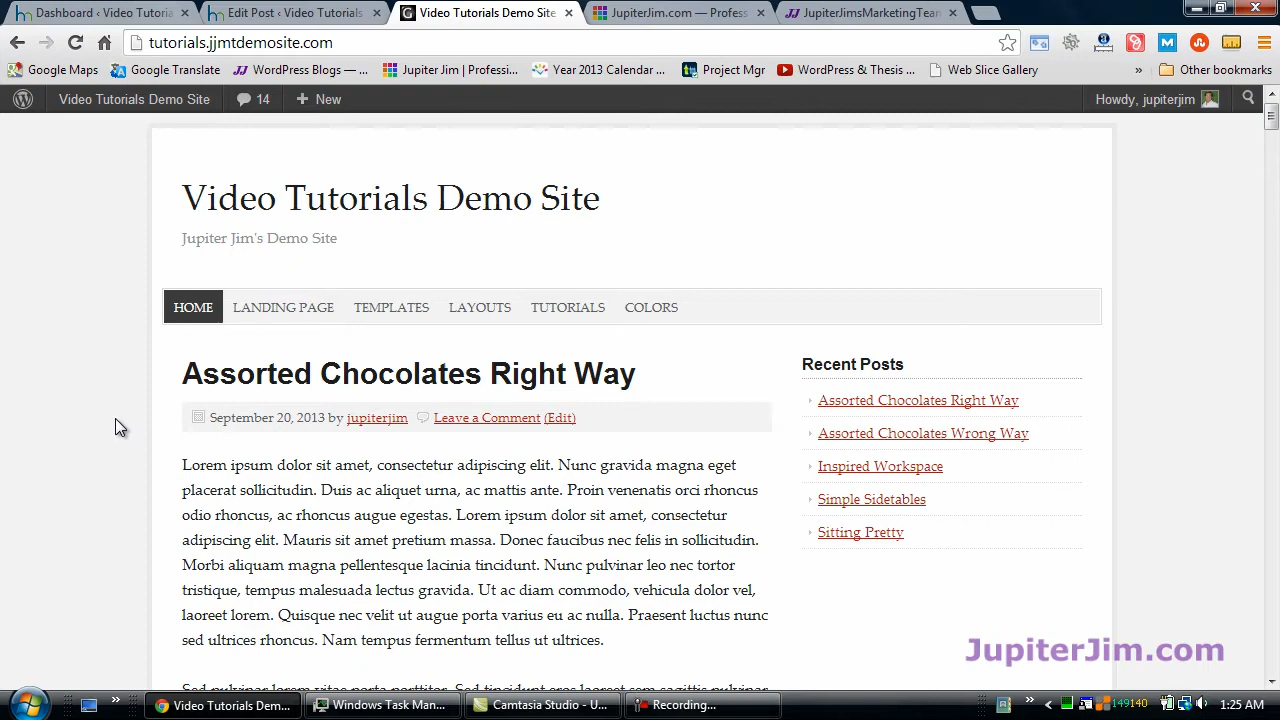 Dashboard ‹ Video Tutoria
Edit Post ‹ Video Tutorials
Video Tutorials Demo Site
JupiterJim.com — Profess
JupiterJimsMarketingTean
tutorials.jjmtdemosite.com
Google Maps
Google Translate
WordPress Blogs — ...
Jupiter Jim | Professi...
Year 2013 Calendar ...
Project Mgr
WordPress & Thesis ...
Web Slice Gallery
»
Other bookmarks
Video Tutorials Demo Site
14
+ New
Howdy, jupiterjim
Video Tutorials Demo Site
Jupiter Jim's Demo Site
HOME
LANDING PAGE
TEMPLATES
LAYOUTS
TUTORIALS
COLORS
Assorted Chocolates Right Way
September 20, 2013 by jupiterjim Leave a Comment (Edit)
Lorem ipsum dolor sit amet, consectetur adipiscing elit. Nunc gravida magna eget
placerat sollicitudin. Duis ac aliquet urna, ac mattis ante. Proin venenatis orci rhoncus
odio rhoncus, ac rhoncus augue egestas. Lorem ipsum dolor sit amet, consectetur
adipiscing elit. Mauris sit amet pretium massa. Donec faucibus nec felis in sollicitudin.
Morbi aliquam magna pellentesque lacinia tincidunt. Nunc pulvinar leo nec tortor
tristique, tempus malesuada lectus gravida. Ut ac diam commodo, vehicula dolor vel,
laoreet lorem. Quisque nec velit ut augue porta varius eu ac nulla. Praesent luctus nunc
sed ultrices rhoncus. Nam tempus fermentum tellus ut ultrices.
Recent Posts
Assorted Chocolates Right Way
Assorted Chocolates Wrong Way
Inspired Workspace
Simple Sidetables
Sitting Pretty
JupiterJim.com
Video Tutorials Dem...
Windows Task Man...
Camtasia Studio - U...
Recording...
149140
1:25 AM